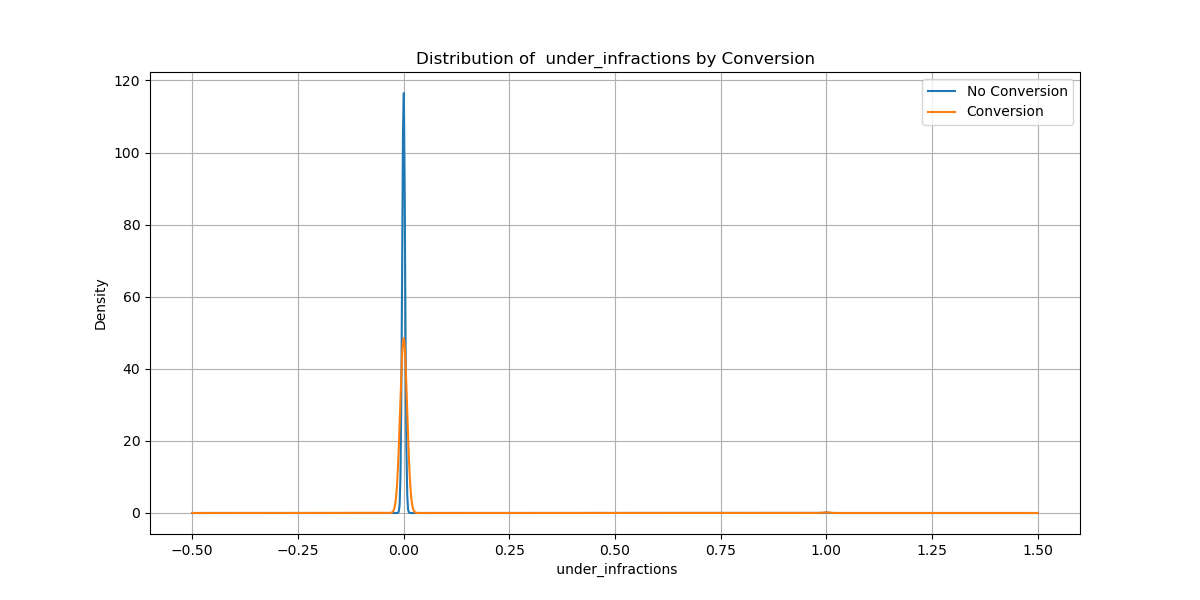 Distribution of  under_infractions by Conversion
120
100
80
60
40
20
0
Density
No Conversion
Conversion
−0.50 −0.25 0.00 0.25 0.50 0.75 1.00 1.25 1.50
under_infractions